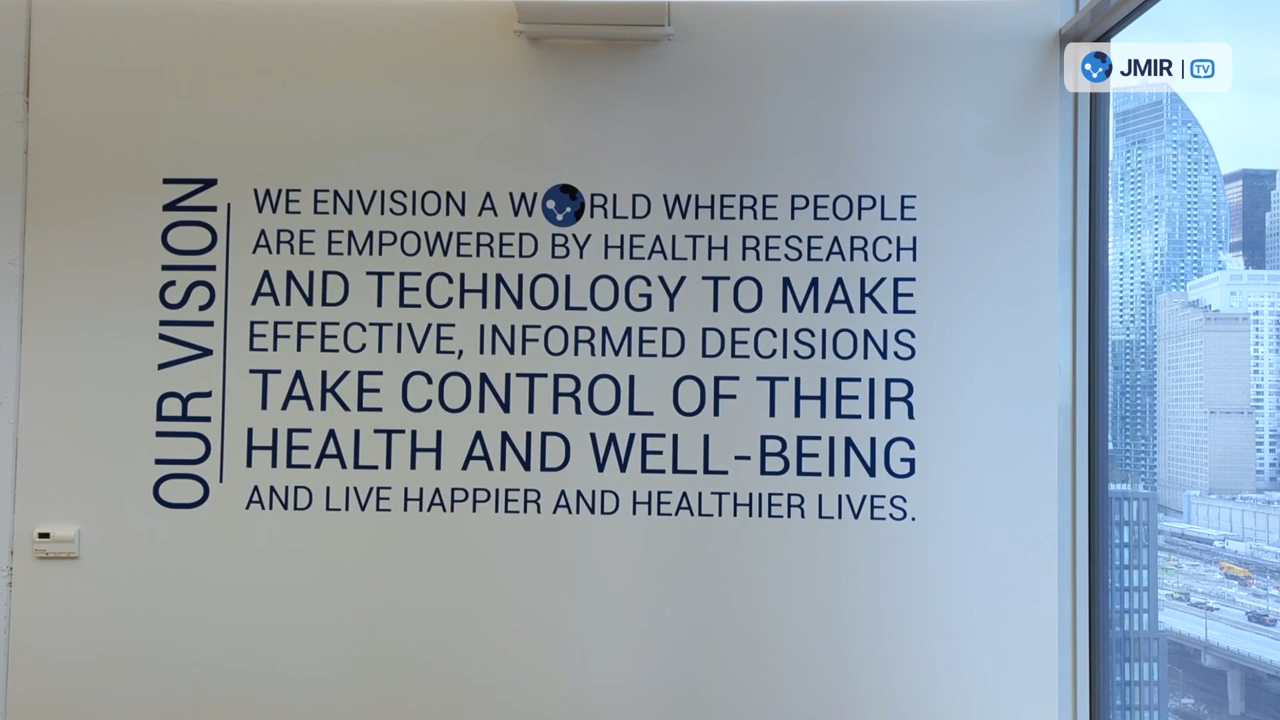 JMIR | TV
OUR VISION
WE ENVISION A W RLD WHERE PEOPLE
ARE EMPOWERED BY HEALTH RESEARCH
AND TECHNOLOGY TO MAKE
EFFECTIVE, INFORMED DECISIONS
TAKE CONTROL OF THEIR
HEALTH AND WELL-BEING
AND LIVE HAPPIER AND HEALTHIER LIVES.